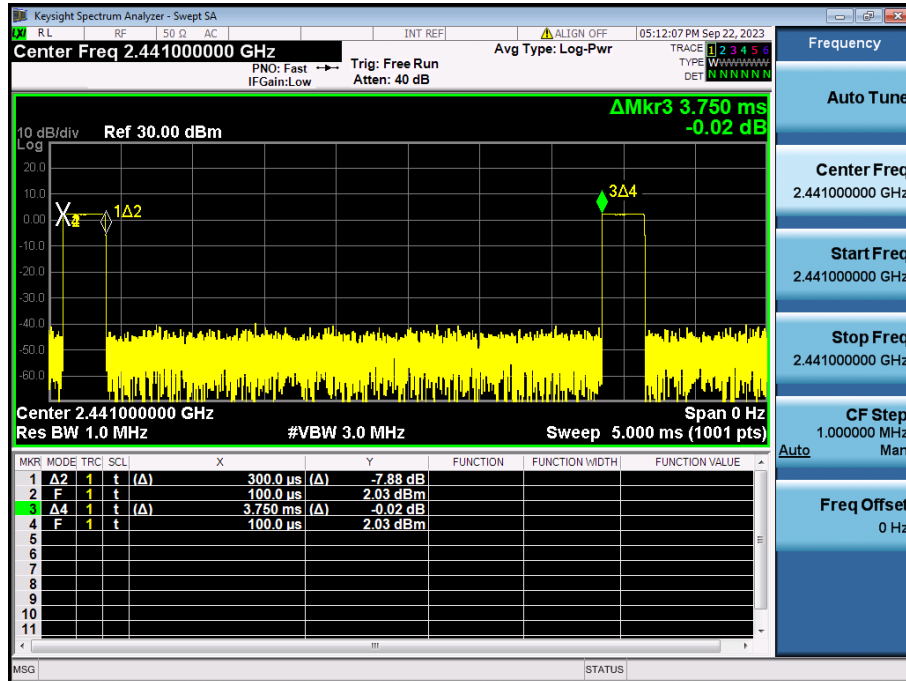 Keysight Spectrum Analyzer - Swept SA
LXI RL RF 50 Ω AC INT REF ALIGN OFF 05:12:07 PM Sep 22, 2023
Center Freq 2.441000000 GHz
Avg Type: Log-Pwr
TRACE 1 2 3 4 5 6
TYPE WWWWWW
DET N N N N N N
PNO: Fast
IFGain:Low
Trig: Free Run
Atten: 40 dB
ΔMkr3 3.750 ms
-0.02 dB
10 dB/div Ref 30.00 dBm
Log
20.0
10.0
0.00
-10.0
-20.0
-30.0
-40.0
-50.0
-60.0
1Δ2
3Δ4
Center 2.441000000 GHz Span 0 Hz
Res BW 1.0 MHz #VBW 3.0 MHz Sweep 5.000 ms (1001 pts)
MKR MODE TRC SCL X Y FUNCTION FUNCTION WIDTH FUNCTION VALUE
1 Δ2 1 t (Δ) 300.0 µs (Δ) -7.88 dB
2 F 1 t 100.0 µs 2.03 dBm
3 Δ4 1 t (Δ) 3.750 ms (Δ) -0.02 dB
4 F 1 t 100.0 µs 2.03 dBm
5
6
7
8
9
10
11
MSG STATUS
Frequency
Auto Tune
Center Freq
2.441000000 GHz
Start Freq
2.441000000 GHz
Stop Freq
2.441000000 GHz
CF Step
1.000000 MHz
Auto Man
Freq Offset
0 Hz